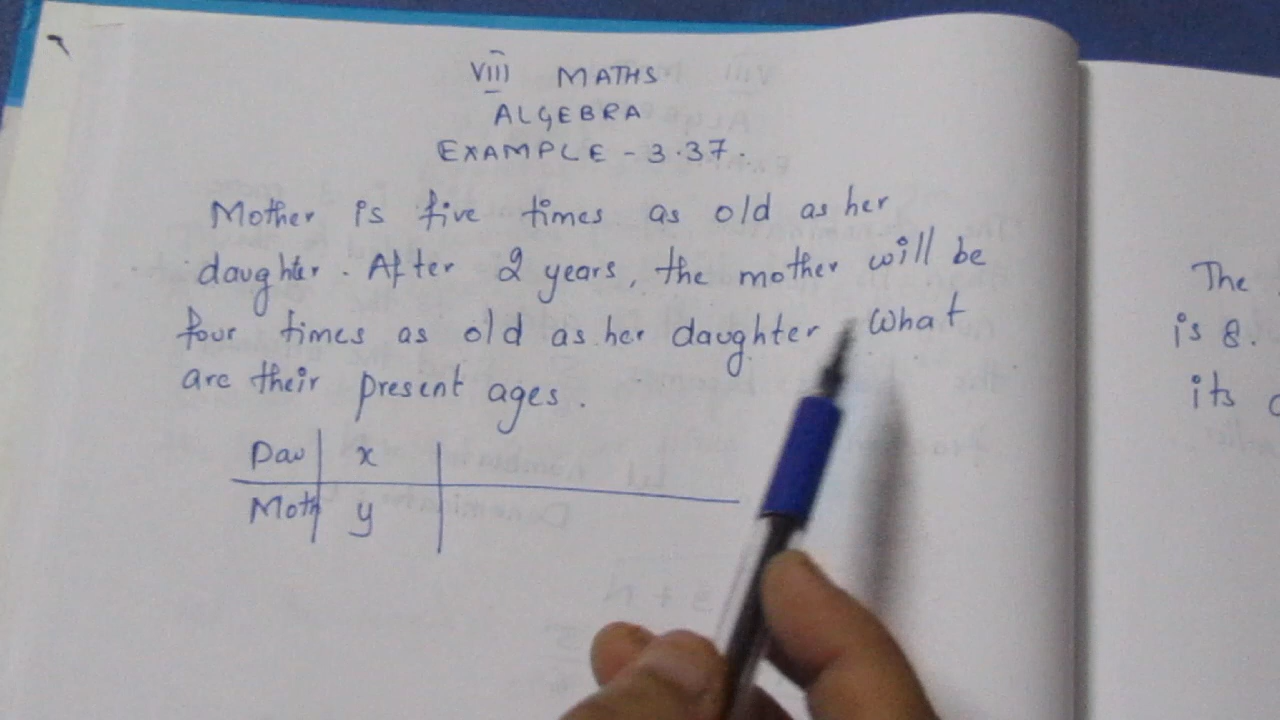 VIII MATHS
ALGEBRA
EXAMPLE - 3.37.
Mother is five times as old as her
daughter. After 2 years, the mother will be
four times as old as her daughter. What
are their present ages.
Dau x
Moth y
The
is 8.
its